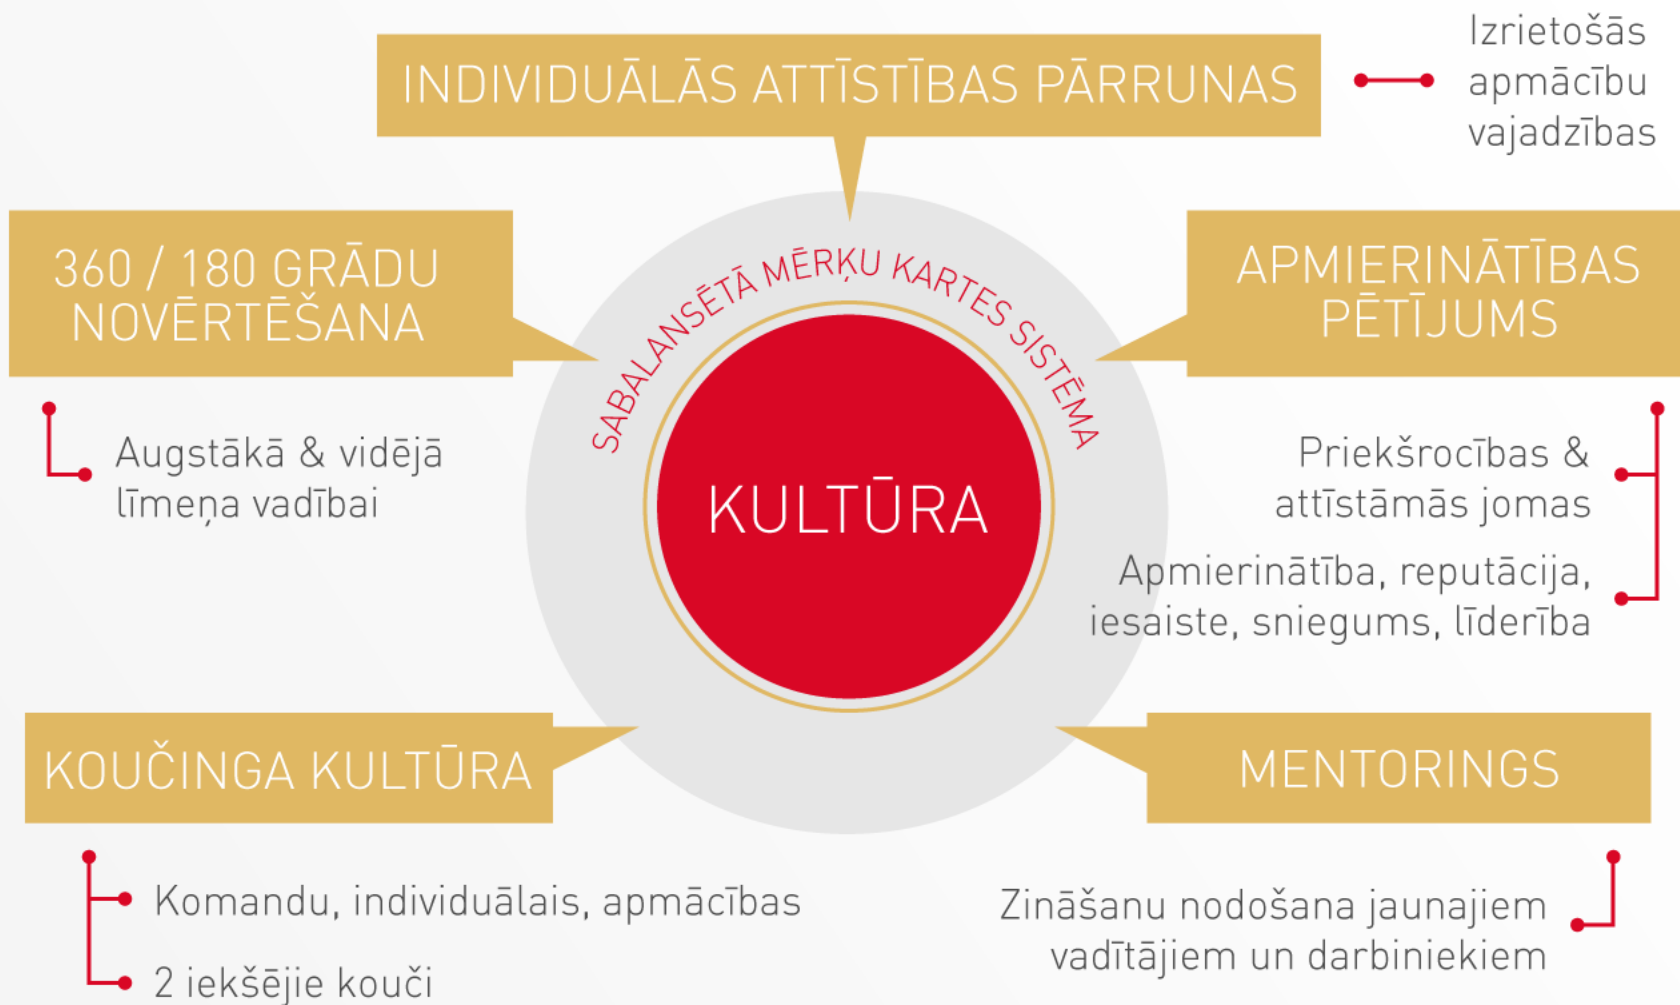 INDIVIDUĀLĀS ATTĪSTĪBAS PĀRRUNAS
Izrietošās
apmācību
vajadzības
360 / 180 GRĀDU
NOVĒRTĒŠANA
Augstākā & vidējā
līmeņa vadībai
SABALANSĒTĀ MĒRĶU KARTES SISTĒMA
KULTŪRA
APMIERINĀTĪBAS
PĒTĪJUMS
Priekšrocības &
attīstāmās jomas
Apmierinātība, reputācija,
iesaiste, sniegums, līderība
KOUČINGA KULTŪRA
Komandu, individuālais, apmācības
2 iekšējie kouči
MENTORINGS
Zināšanu nodošana jaunajiem
vadītājiem un darbiniekiem